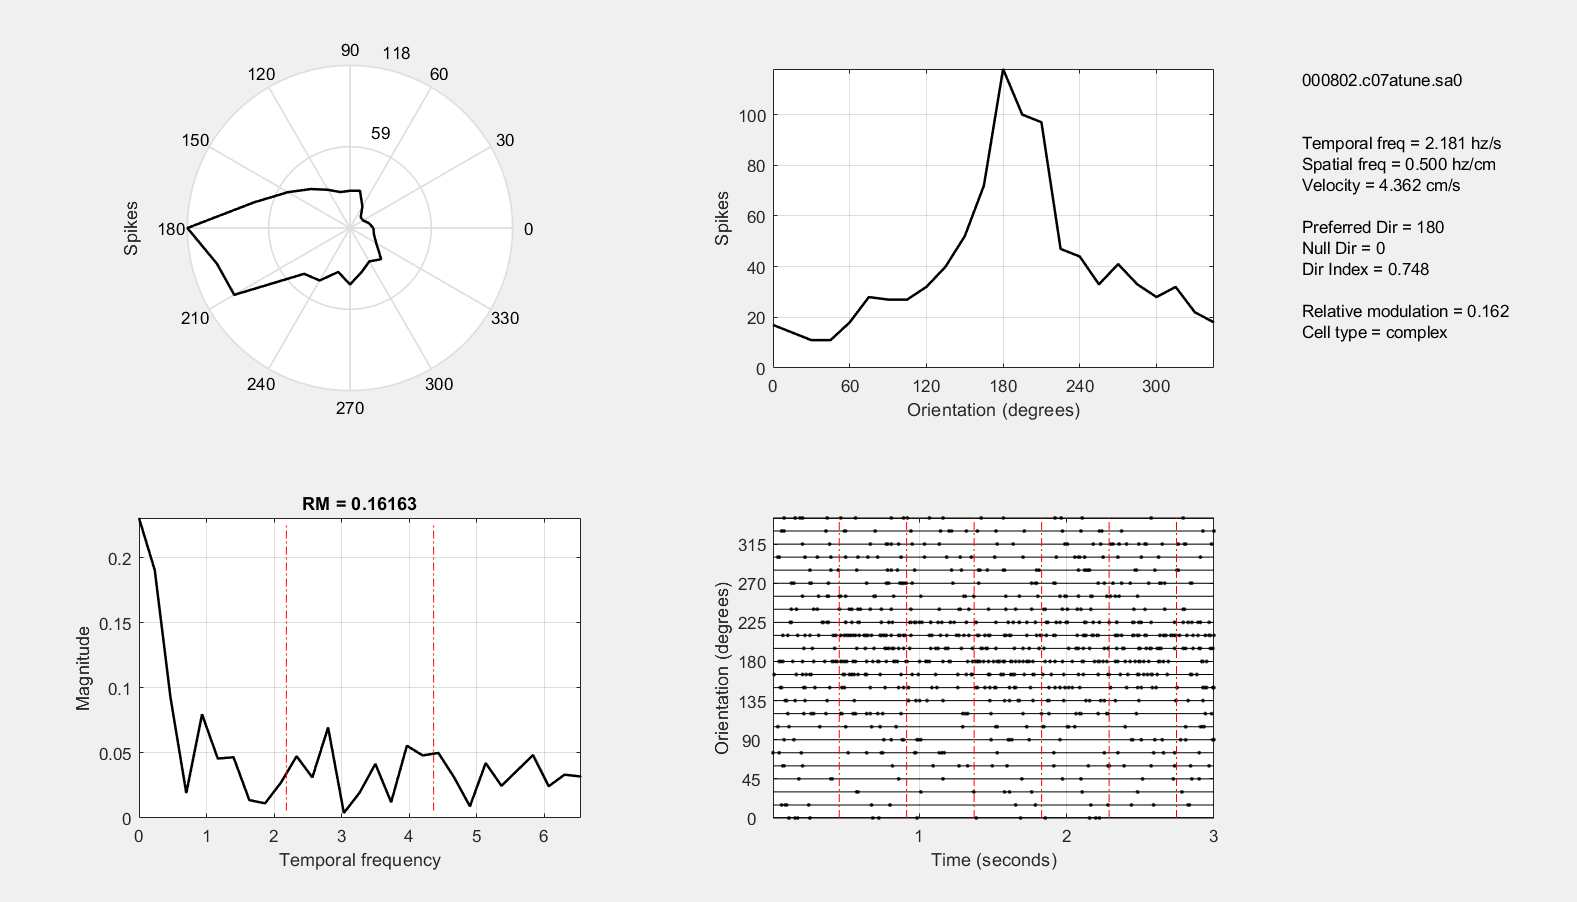 90
118
120
60
150
59
30
180
0
210
330
240
300
270
Spikes
100
80
60
40
20
0
0
60
120
180
240
300
Spikes
Orientation (degrees)
000802.c07atune.sa0
Temporal freq = 2.181 hz/s
Spatial freq = 0.500 hz/cm
Velocity = 4.362 cm/s
Preferred Dir = 180
Null Dir = 0
Dir Index = 0.748
Relative modulation = 0.162
Cell type = complex
RM = 0.16163
0.2
0.15
0.1
0.05
0
0
1
2
3
4
5
6
Magnitude
Temporal frequency
315
270
225
180
135
90
45
0
1
2
3
Orientation (degrees)
Time (seconds)